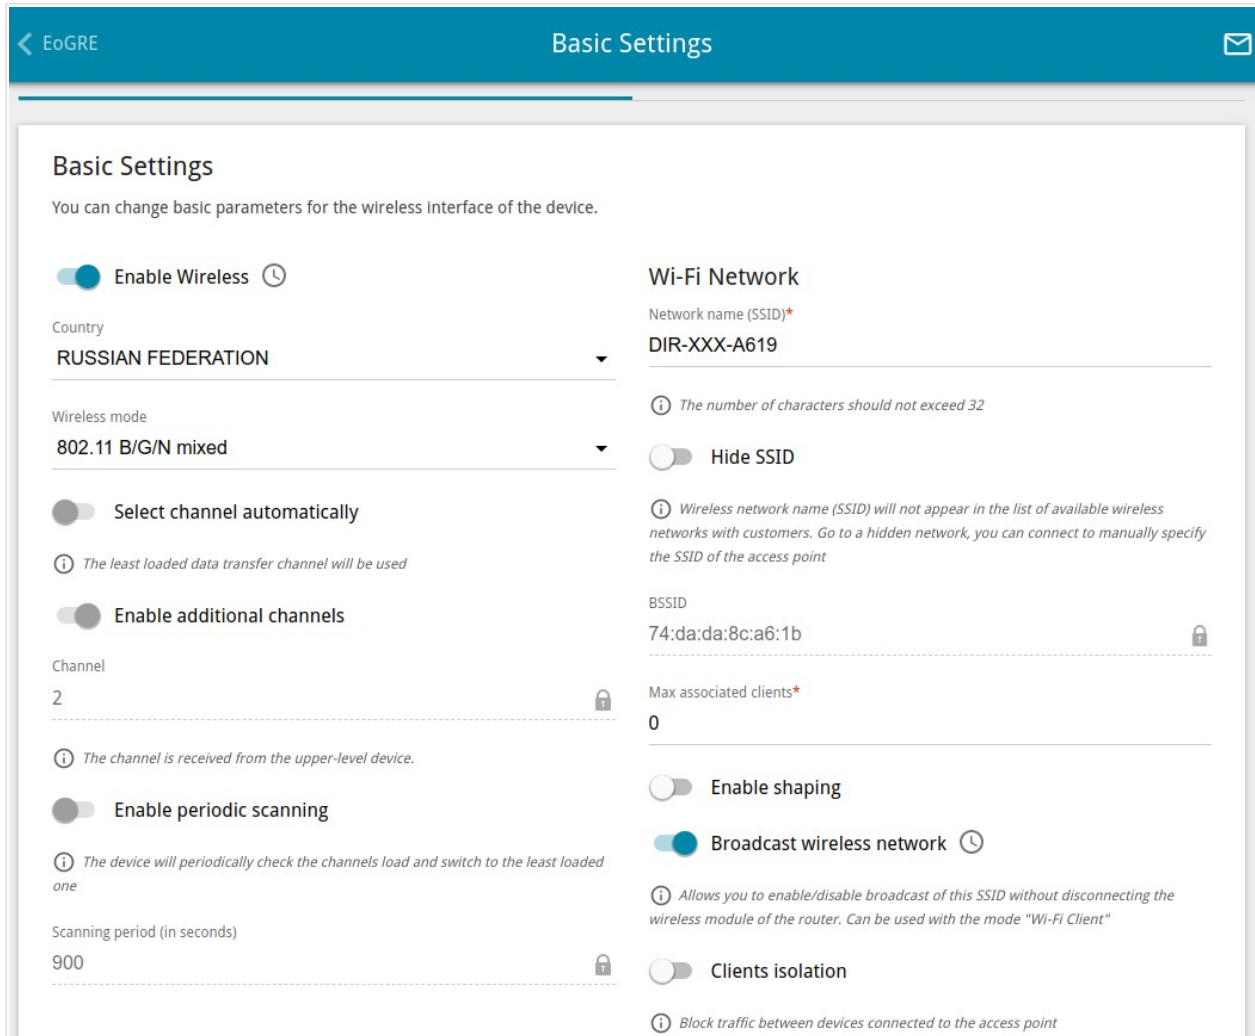 EoGRE
Basic Settings
Basic Settings
You can change basic parameters for the wireless interface of the device.
Enable Wireless
Country
RUSSIAN FEDERATION
Wireless mode
802.11 B/G/N mixed
Select channel automatically
The least loaded data transfer channel will be used
Enable additional channels
Channel
2
The channel is received from the upper-level device.
Enable periodic scanning
The device will periodically check the channels load and switch to the least loaded
one
Scanning period (in seconds)
900
Wi-Fi Network
Network name (SSID)*
DIR-XXX-A619
The number of characters should not exceed 32
Hide SSID
Wireless network name (SSID) will not appear in the list of available wireless
networks with customers. Go to a hidden network, you can connect to manually specify
the SSID of the access point
BSSID
74:da:da:8c:a6:1b
Max associated clients*
0
Enable shaping
Broadcast wireless network
Allows you to enable/disable broadcast of this SSID without disconnecting the
wireless module of the router. Can be used with the mode "Wi-Fi Client"
Clients isolation
Block traffic between devices connected to the access point